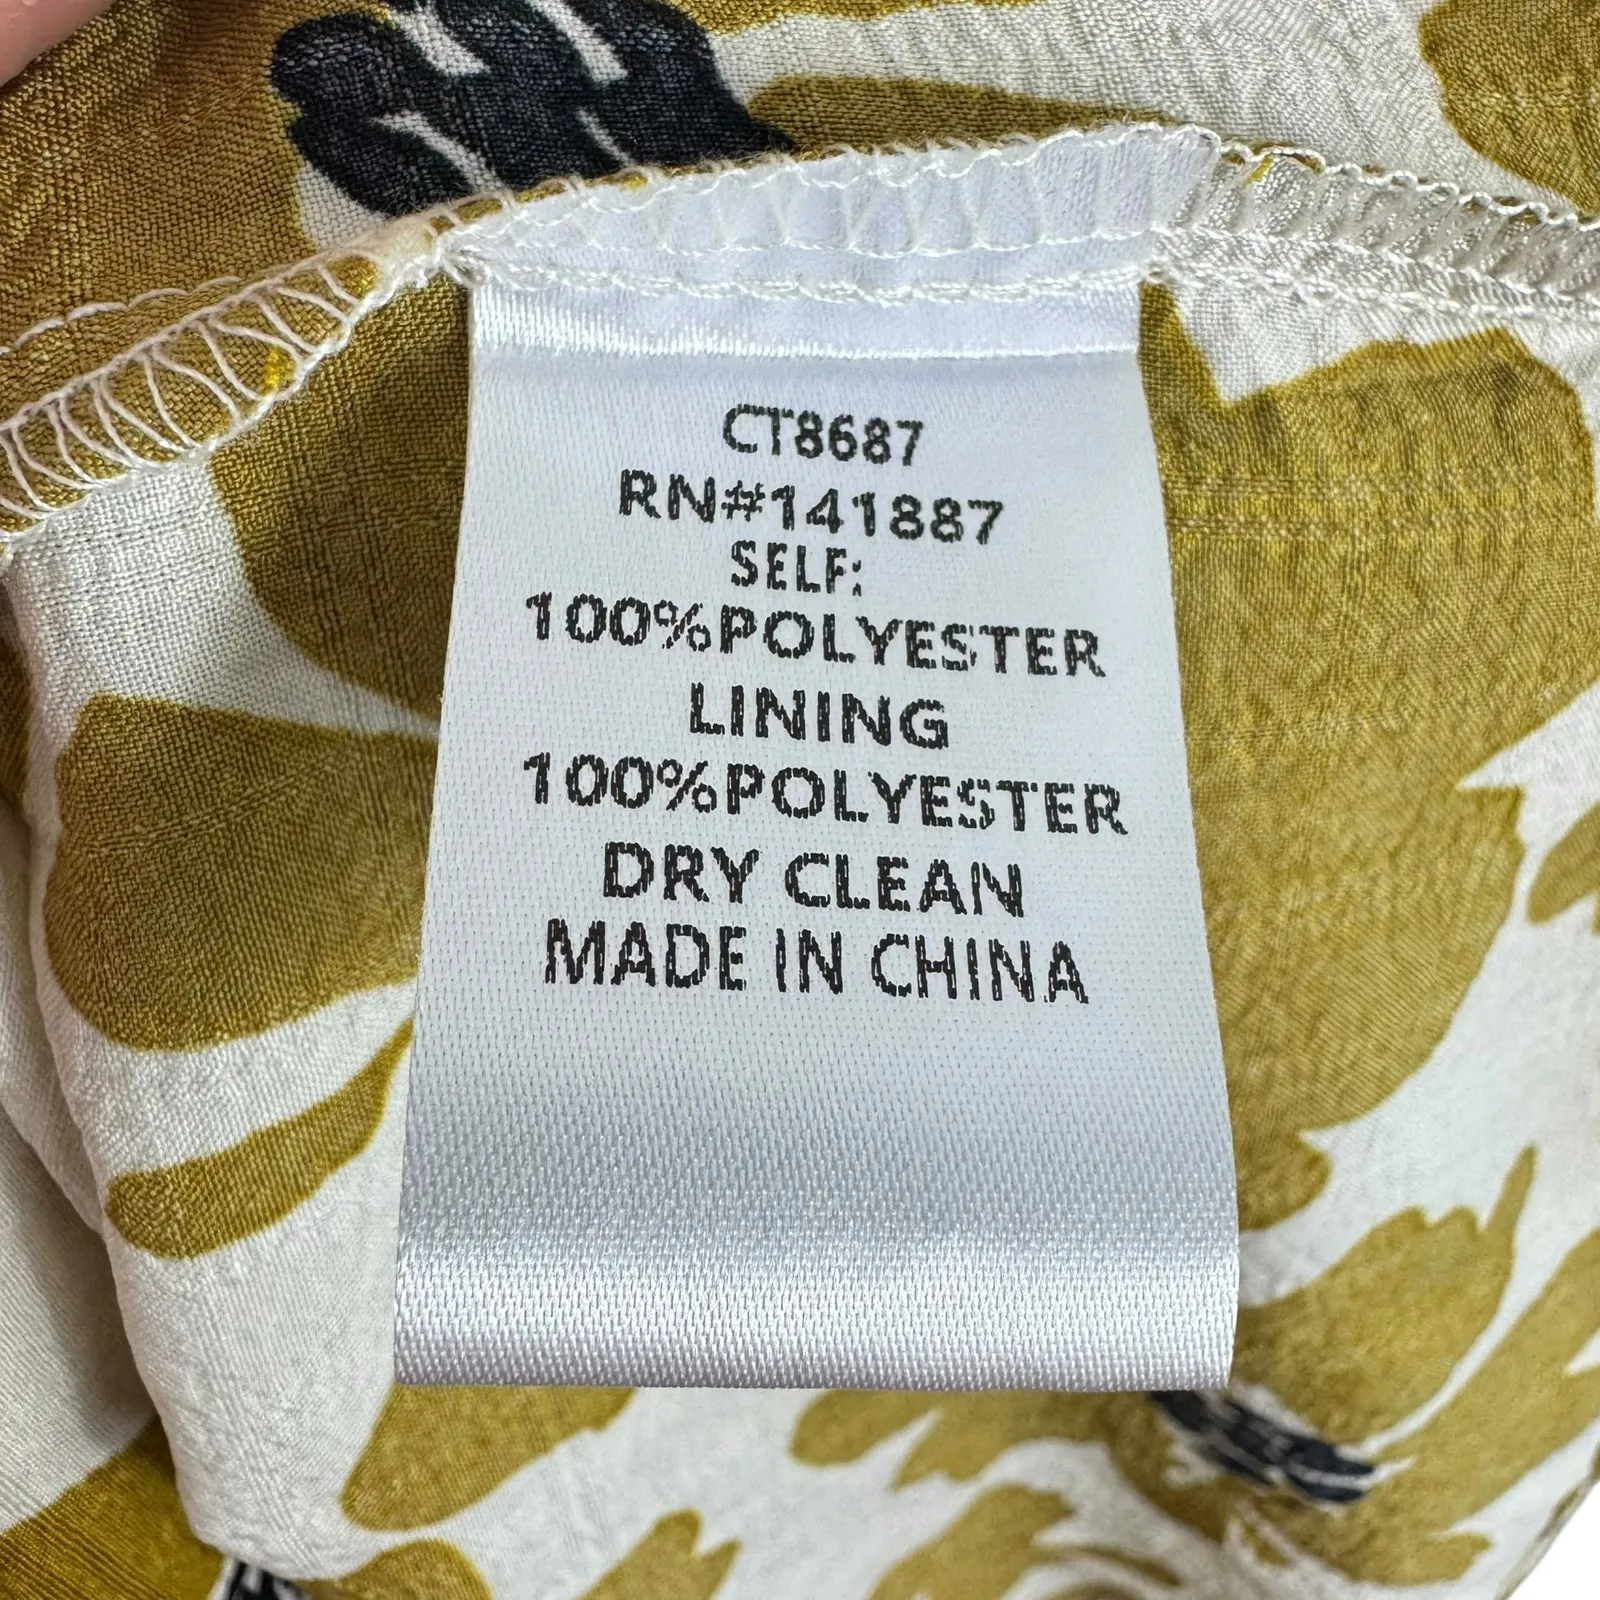 CT8687
RN#141887
SELF:
100%POLYESTER
LINING
100%POLYESTER
DRY CLEAN
MADE IN CHINA